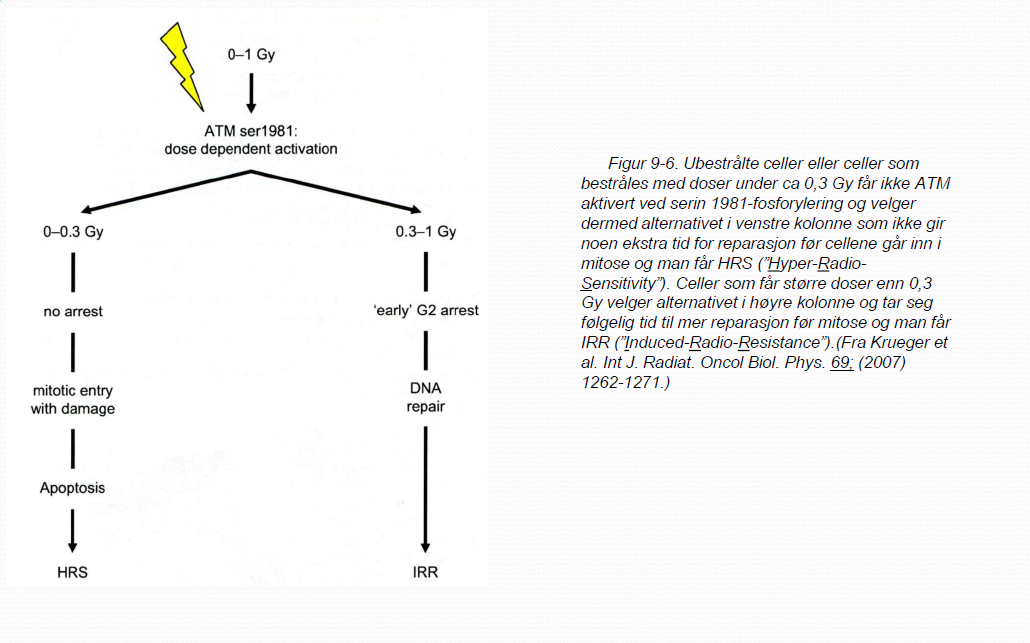 0–1 Gy
ATM ser1981:
dose dependent activation
0–0.3 Gy
no arrest
mitotic entry
with damage
Apoptosis
HRS
0.3–1 Gy
‘early’ G2 arrest
DNA
repair
IRR
Figur 9-6. Ubestrålte celler eller celler som
bestråles med doser under ca 0,3 Gy får ikke ATM
aktivert ved serin 1981-fosforylering og velger
dermed alternativet i venstre kolonne som ikke gir
noen ekstra tid for reparasjon før cellene går inn i
mitose og man får HRS (”Hyper-Radio-
Sensitivity”). Celler som får større doser enn 0,3
Gy velger alternativet i høyre kolonne og tar seg
følgelig tid til mer reparasjon før mitose og man får
IRR (”Induced-Radio-Resistance”).(Fra Krueger et
al. Int J. Radiat. Oncol Biol. Phys. 69; (2007)
1262-1271.)